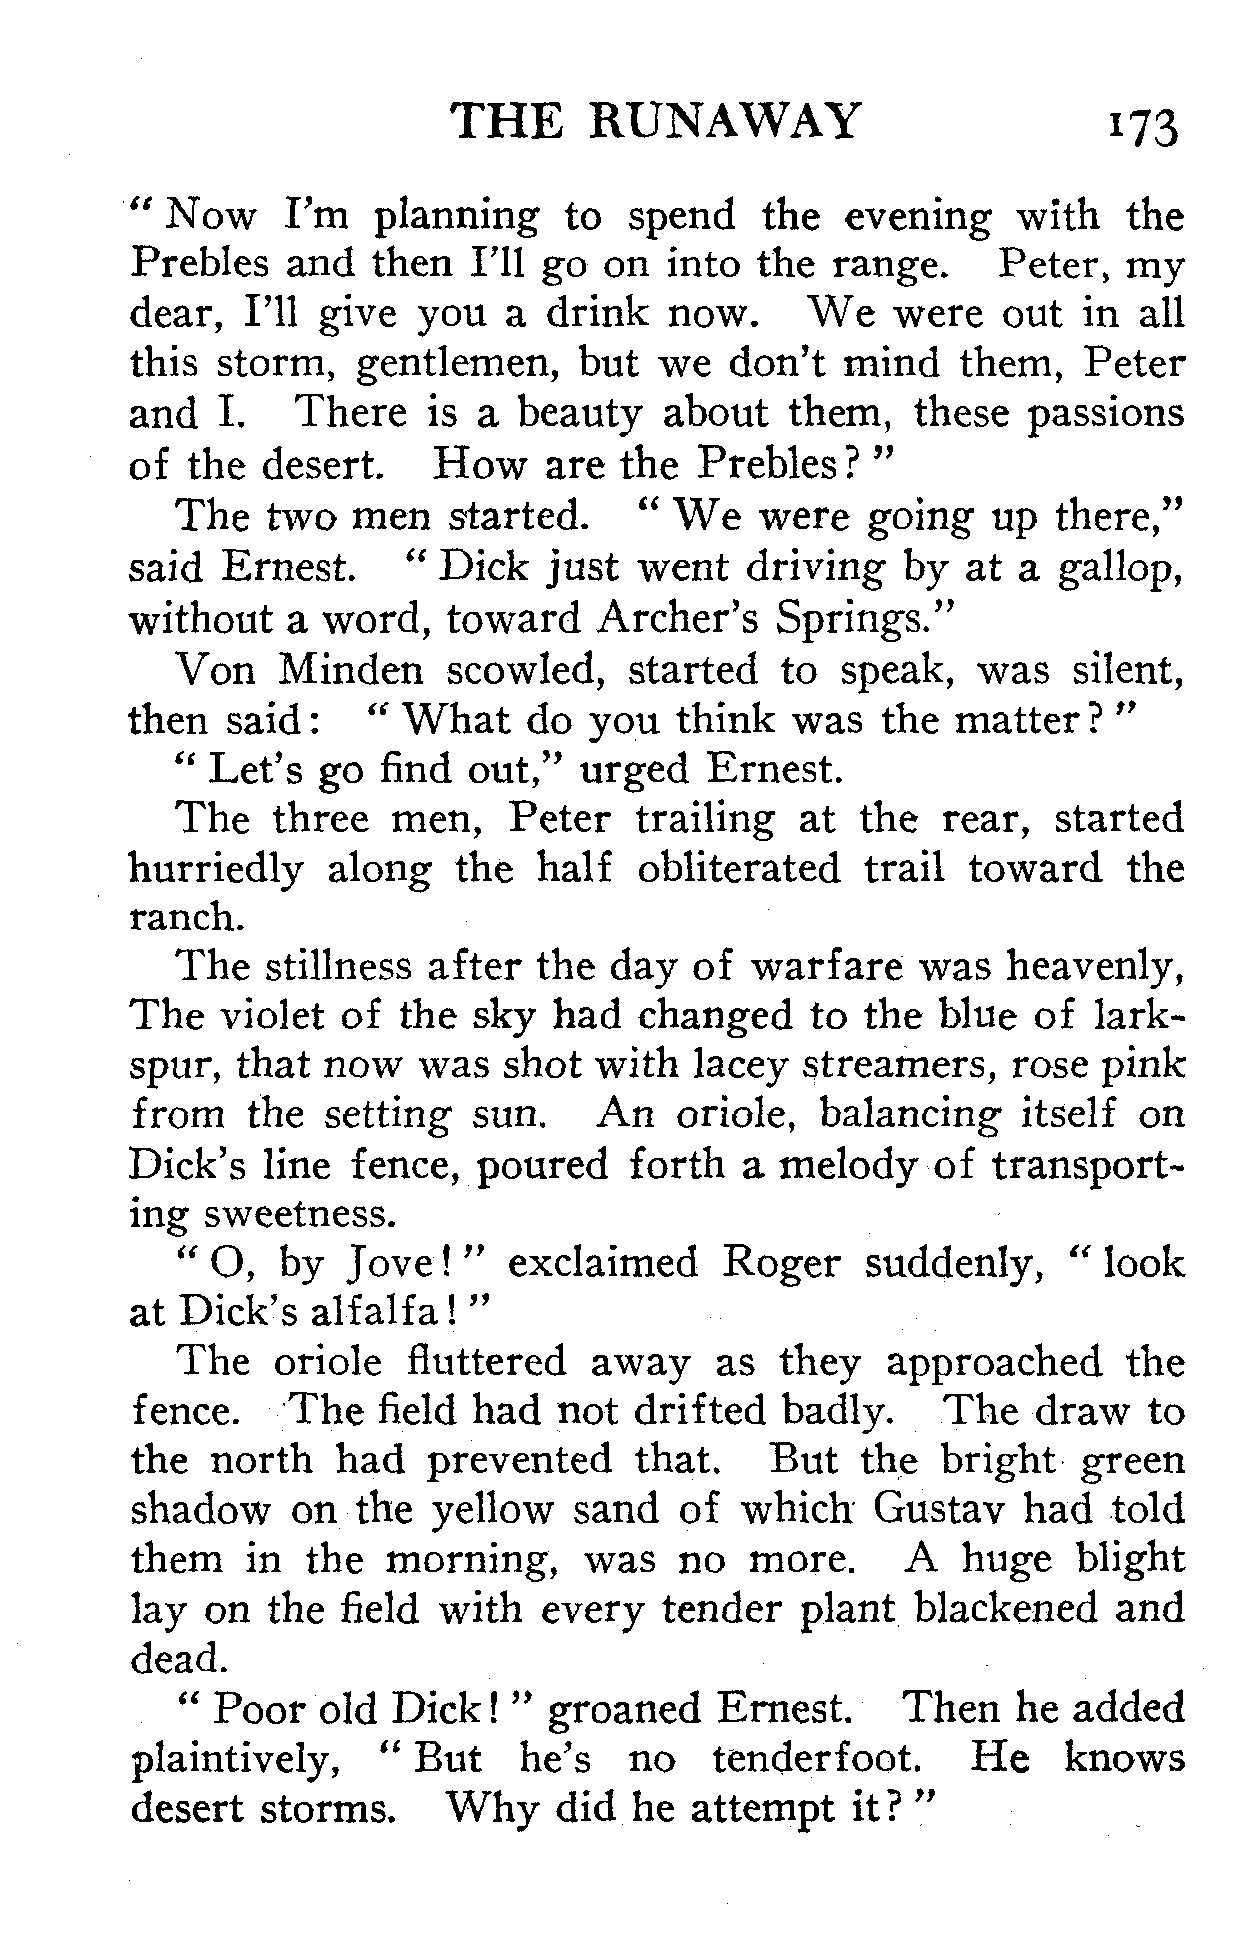 THE RUNAWAY 173
“ Now I’m planning to spend the evening with the
Prebles and then I’ll go on into the range. Peter, my
dear, I’ll give you a drink now. We were out in all
this storm, gentlemen, but we don’t mind them, Peter
and I. There is a beauty about them, these passions
of the desert. How are the Prebles? ”
The two men started. “ We were going up there,”
said Ernest. “ Dick just went driving by at a gallop,
without a word, toward Archer’s Springs.”
Von Minden scowled, started to speak, was silent,
then said: “ What do you think was the matter? ”
“ Let’s go find out,” urged Ernest.
The three men, Peter trailing at the rear, started
hurriedly along the half obliterated trail toward the
ranch.
The stillness after the day of warfare was heavenly,
The violet of the sky had changed to the blue of lark-
spur, that now was shot with lacey streamers, rose pink
from the setting sun. An oriole, balancing itself on
Dick’s line fence, poured forth a melody of transport-
ing sweetness.
“ O, by Jove! ” exclaimed Roger suddenly, “ look
at Dick’s alfalfa! ”
The oriole fluttered away as they approached the
fence. The field had not drifted badly. The draw to
the north had prevented that. But the bright green
shadow on the yellow sand of which Gustav had told
them in the morning, was no more. A huge blight
lay on the field with every tender plant blackened and
dead.
“ Poor old Dick! ” groaned Ernest. Then he added
plaintively, “ But he’s no tenderfoot. He knows
desert storms. Why did he attempt it? ”